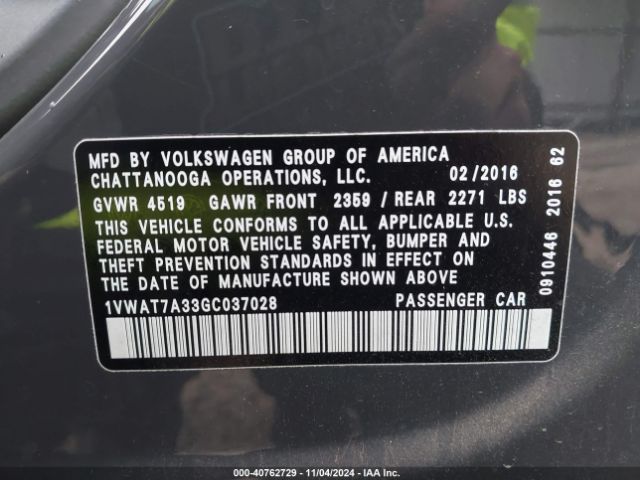 MFD BY VOLKSWAGEN GROUP OF AMERICA
CHATTANOOGA OPERATIONS, LLC. 02/2016
GVWR 4519 GAWR FRONT 2359 / REAR 2271 LBS
THIS VEHICLE CONFORMS TO ALL APPLICABLE U.S.
FEDERAL MOTOR VEHICLE SAFETY, BUMPER AND
THEFT PREVENTION STANDARDS IN EFFECT ON
THE DATE OF MANUFACTURE SHOWN ABOVE
1VWAT7A33GC037028 PASSENGER CAR
0910446 2016 62
000-40762729 - 11/04/2024 - IAA Inc.